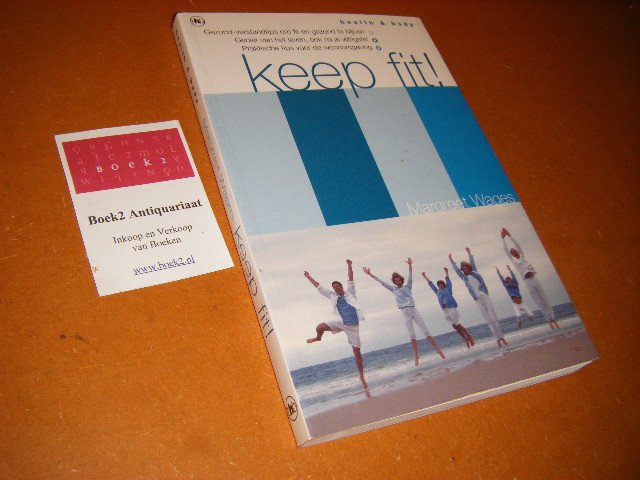 health & body
Gezond-verstandtips om fit en gezond te blijven
Geniet van het leven, ook na je vijftigste!
Praktische tips voor de woonomgeving
keep fit!
Margreet Wages
keep fit!
BOEK2
Boek2 Antiquariaat
Inkoop en Verkoop
van Boeken
www.boek2.nl